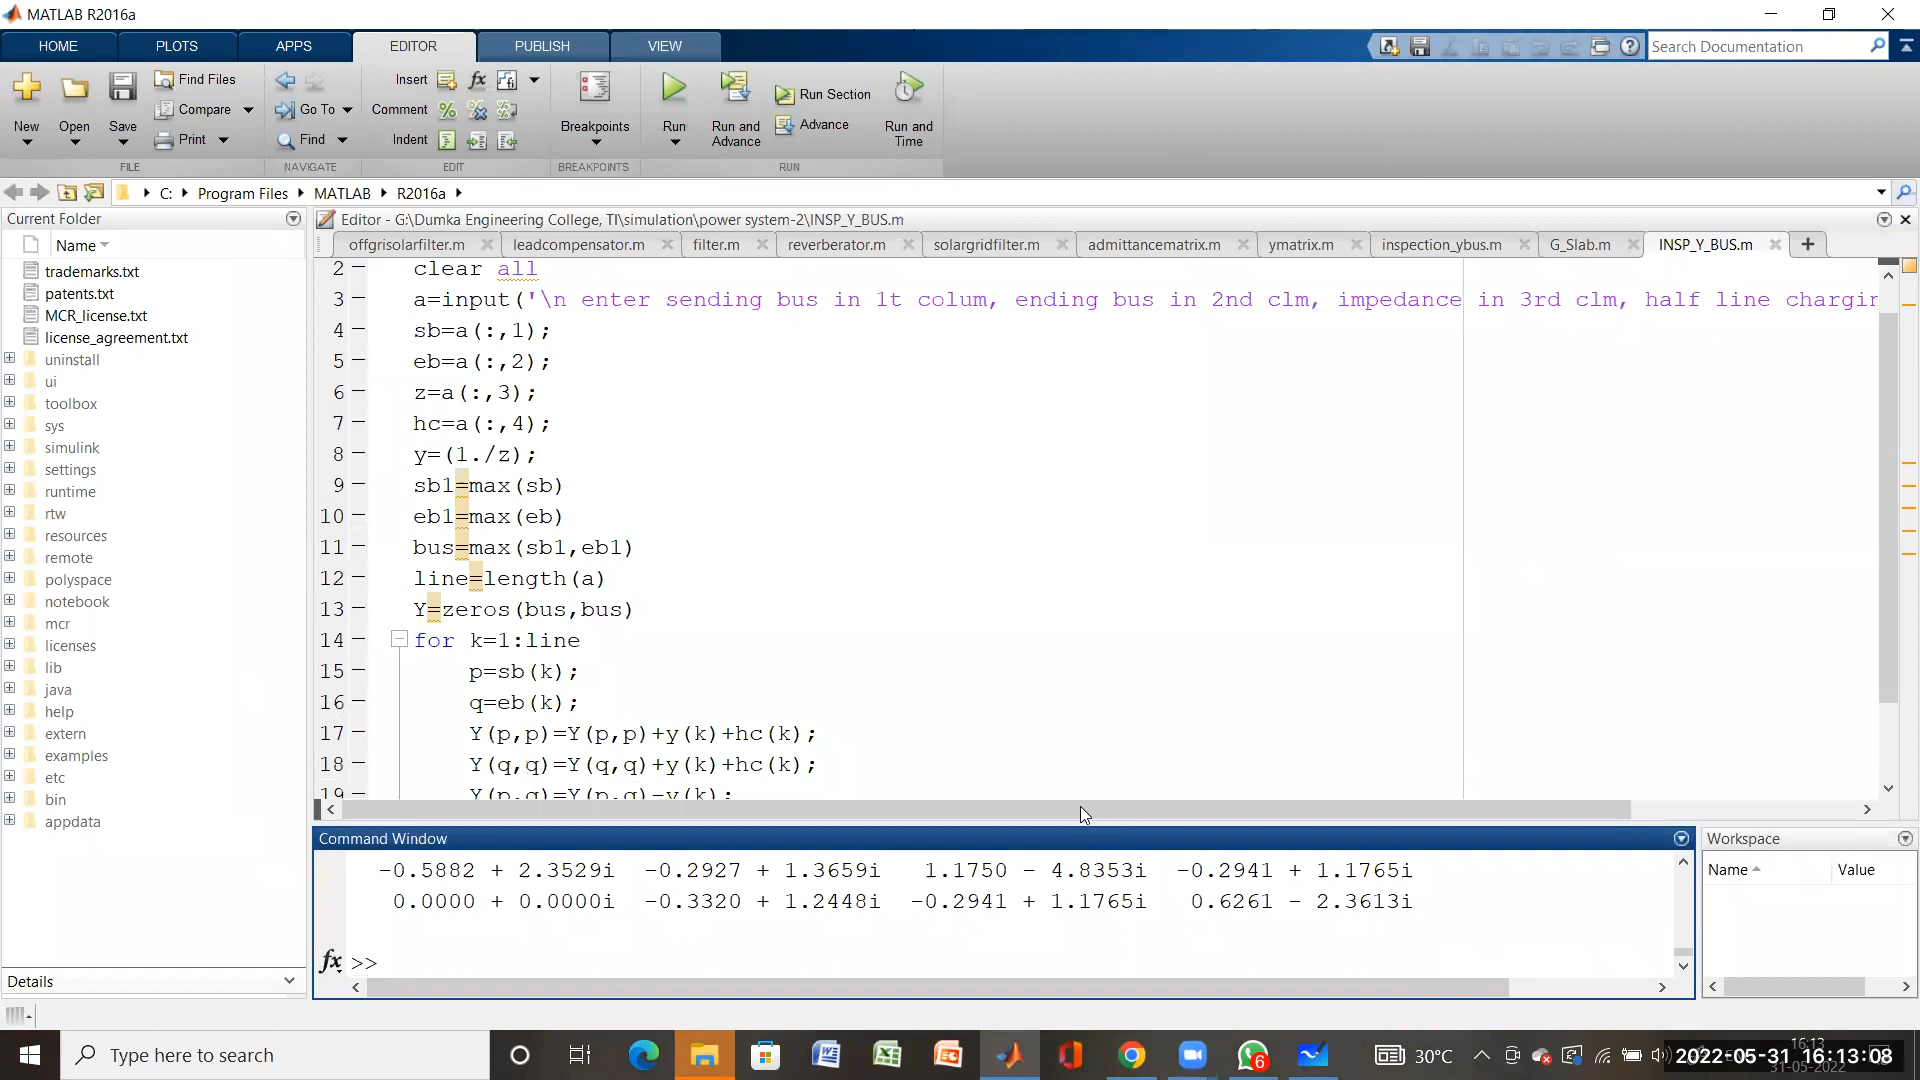 MATLAB R2016a
HOME PLOTS APPS EDITOR PUBLISH VIEW
Search Documentation
New Open Save
Find Files
Compare
Print
Go To
Find
Insert
Comment
Indent
Breakpoints
Run
Run and Advance
Run Section
Advance
Run and Time
FILE NAVIGATE EDIT BREAKPOINTS RUN
C: Program Files MATLAB R2016a
Current Folder
Name
trademarks.txt
patents.txt
MCR_license.txt
license_agreement.txt
uninstall
ui
toolbox
sys
simulink
settings
runtime
rtw
resources
remote
polyspace
notebook
mcr
licenses
lib
java
help
extern
examples
etc
bin
appdata
Details
Editor - G:\Dumka Engineering College, TI\simulation\power system-2\INSP_Y_BUS.m
offgrisolarfilter.m leadcompensator.m filter.m reverberator.m solargridfilter.m admittancematrix.m ymatrix.m inspection_ybus.m G_Slab.m INSP_Y_BUS.m
2 clear all
3 a=input('\n enter sending bus in 1t colum, ending bus in 2nd clm, impedance in 3rd clm, half line chargin
4 sb=a(:,1);
5 eb=a(:,2);
6 z=a(:,3);
7 hc=a(:,4);
8 y=(1./z);
9 sb1=max(sb)
10 eb1=max(eb)
11 bus=max(sb1,eb1)
12 line=length(a)
13 Y=zeros(bus,bus)
14 for k=1:line
15 p=sb(k);
16 q=eb(k);
17 Y(p,p)=Y(p,p)+y(k)+hc(k);
18 Y(q,q)=Y(q,q)+y(k)+hc(k);
19 Y(p,q)=Y(p,q)-y(k);
Command Window
-0.5882 + 2.3529i -0.2927 + 1.3659i 1.1750 - 4.8353i -0.2941 + 1.1765i
0.0000 + 0.0000i -0.3320 + 1.2448i -0.2941 + 1.1765i 0.6261 - 2.3613i
fx >>
Workspace
Name Value
Type here to search
6
30°C
16:13
2022-05-31 16:13:08
31-05-2022